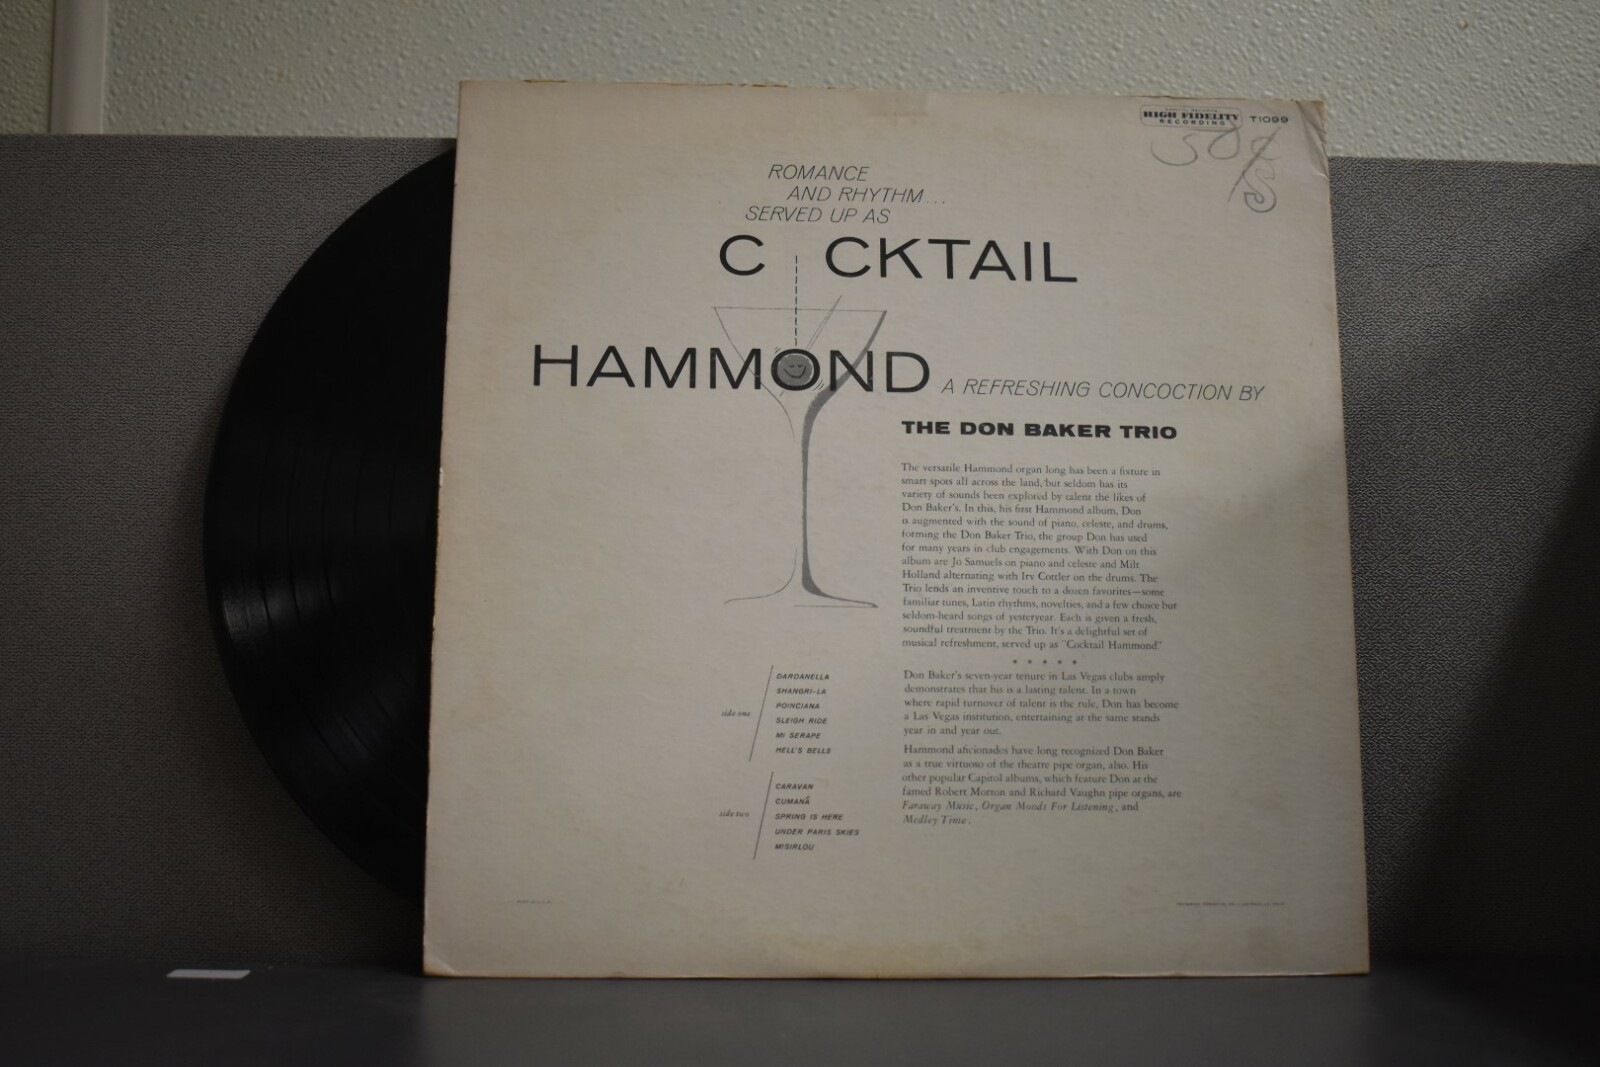 HIGH FIDELITY
RECORDING
T1099
50¢
S
ROMANCE
AND RHYTHM...
SERVED UP AS
COCKTAIL
HAMMOND
A REFRESHING CONCOCTION BY
THE DON BAKER TRIO
The versatile Hammond organ long has been a fixture in
smart spots all across the land, but seldom has its
variety of sounds been explored by talent the likes of
Don Baker's. In this, his first Hammond album, Don
is augmented with the sound of piano, celeste, and drums,
forming the Don Baker Trio, the group Don has used
for many years in club engagements. With Don on this
album are Jo Samuels on piano and celeste and Milt
Holland alternating with Irv Cottler on the drums. The
Trio lends an inventive touch to a dozen favorites—some
familiar tunes, Latin rhythms, novelties, and a few choice but
seldom-heard songs of yesteryear. Each is given a fresh,
soundful treatment by the Trio. It's a delightful set of
musical refreshment, served up as "Cocktail Hammond."
* * * * *
Don Baker's seven-year tenure in Las Vegas clubs amply
demonstrates that his is a lasting talent. In a town
where rapid turnover of talent is the rule, Don has become
a Las Vegas institution, entertaining at the same stands
year in and year out.
Hammond aficionados have long recognized Don Baker
as a true virtuoso of the theatre pipe organ, also. His
other popular Capitol albums, which feature Don at the
famed Robert Morton and Richard Vaughn pipe organs, are
Faraway Music, Organ Moods For Listening, and
Medley Time.
side one
DARDANELLA
SHANGRI-LA
POINCIANA
SLEIGH RIDE
MI SERAPE
HELL'S BELLS
side two
CARAVAN
CUMANÃ
SPRING IS HERE
UNDER PARIS SKIES
MISIRLOU